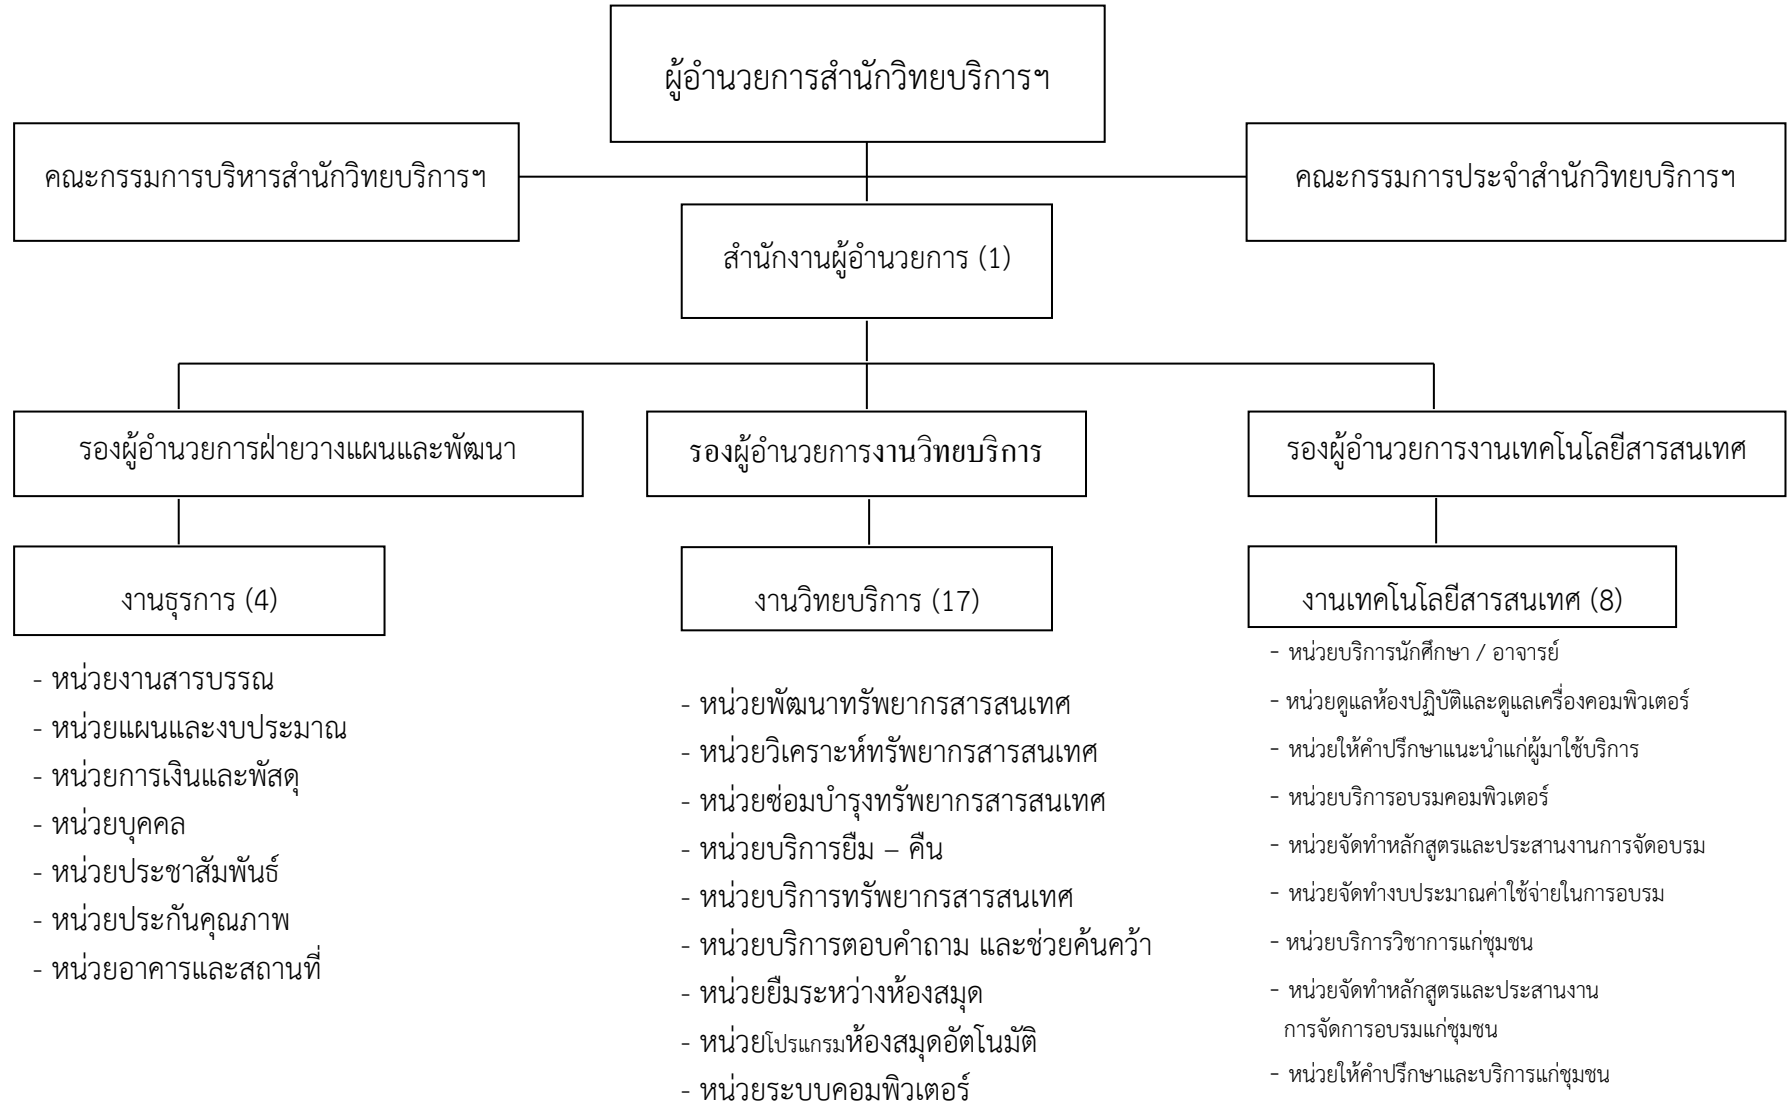 ผู้อำนวยการสำนักวิทยบริการฯ
คณะกรรมการบริหารสำนักวิทยบริการฯ
คณะกรรมการประจำสำนักวิทยบริการฯ
สำนักงานผู้อำนวยการ (1)
รองผู้อำนวยการฝ่ายวางแผนและพัฒนา
รองผู้อำนวยการงานวิทยบริการ
รองผู้อำนวยการงานเทคโนโลยีสารสนเทศ
งานธุรการ (4)
- หน่วยงานสารบรรณ
- หน่วยแผนและงบประมาณ
- หน่วยการเงินและพัสดุ
- หน่วยบุคคล
- หน่วยประชาสัมพันธ์
- หน่วยประกันคุณภาพ
- หน่วยอาคารและสถานที่
งานวิทยบริการ (17)
- หน่วยพัฒนาทรัพยากรสารสนเทศ
- หน่วยวิเคราะห์ทรัพยากรสารสนเทศ
- หน่วยซ่อมบำรุงทรัพยากรสารสนเทศ
- หน่วยบริการยืม – คืน
- หน่วยบริการทรัพยากรสารสนเทศ
- หน่วยบริการตอบคำถาม และช่วยค้นคว้า
- หน่วยยืมระหว่างห้องสมุด
- หน่วยโปรแกรมห้องสมุดอัตโนมัติ
- หน่วยระบบคอมพิวเตอร์
งานเทคโนโลยีสารสนเทศ (8)
- หน่วยบริการนักศึกษา / อาจารย์
- หน่วยดูแลห้องปฏิบัติและดูแลเครื่องคอมพิวเตอร์
- หน่วยให้คำปรึกษาแนะนำแก่ผู้มาใช้บริการ
- หน่วยบริการอบรมคอมพิวเตอร์
- หน่วยจัดทำหลักสูตรและประสานงานการจัดอบรม
- หน่วยจัดทำงบประมาณค่าใช้จ่ายในการอบรม
- หน่วยบริการวิชาการแก่ชุมชน
- หน่วยจัดทำหลักสูตรและประสานงาน
การจัดการอบรมแก่ชุมชน
- หน่วยให้คำปรึกษาและบริการแก่ชุมชน